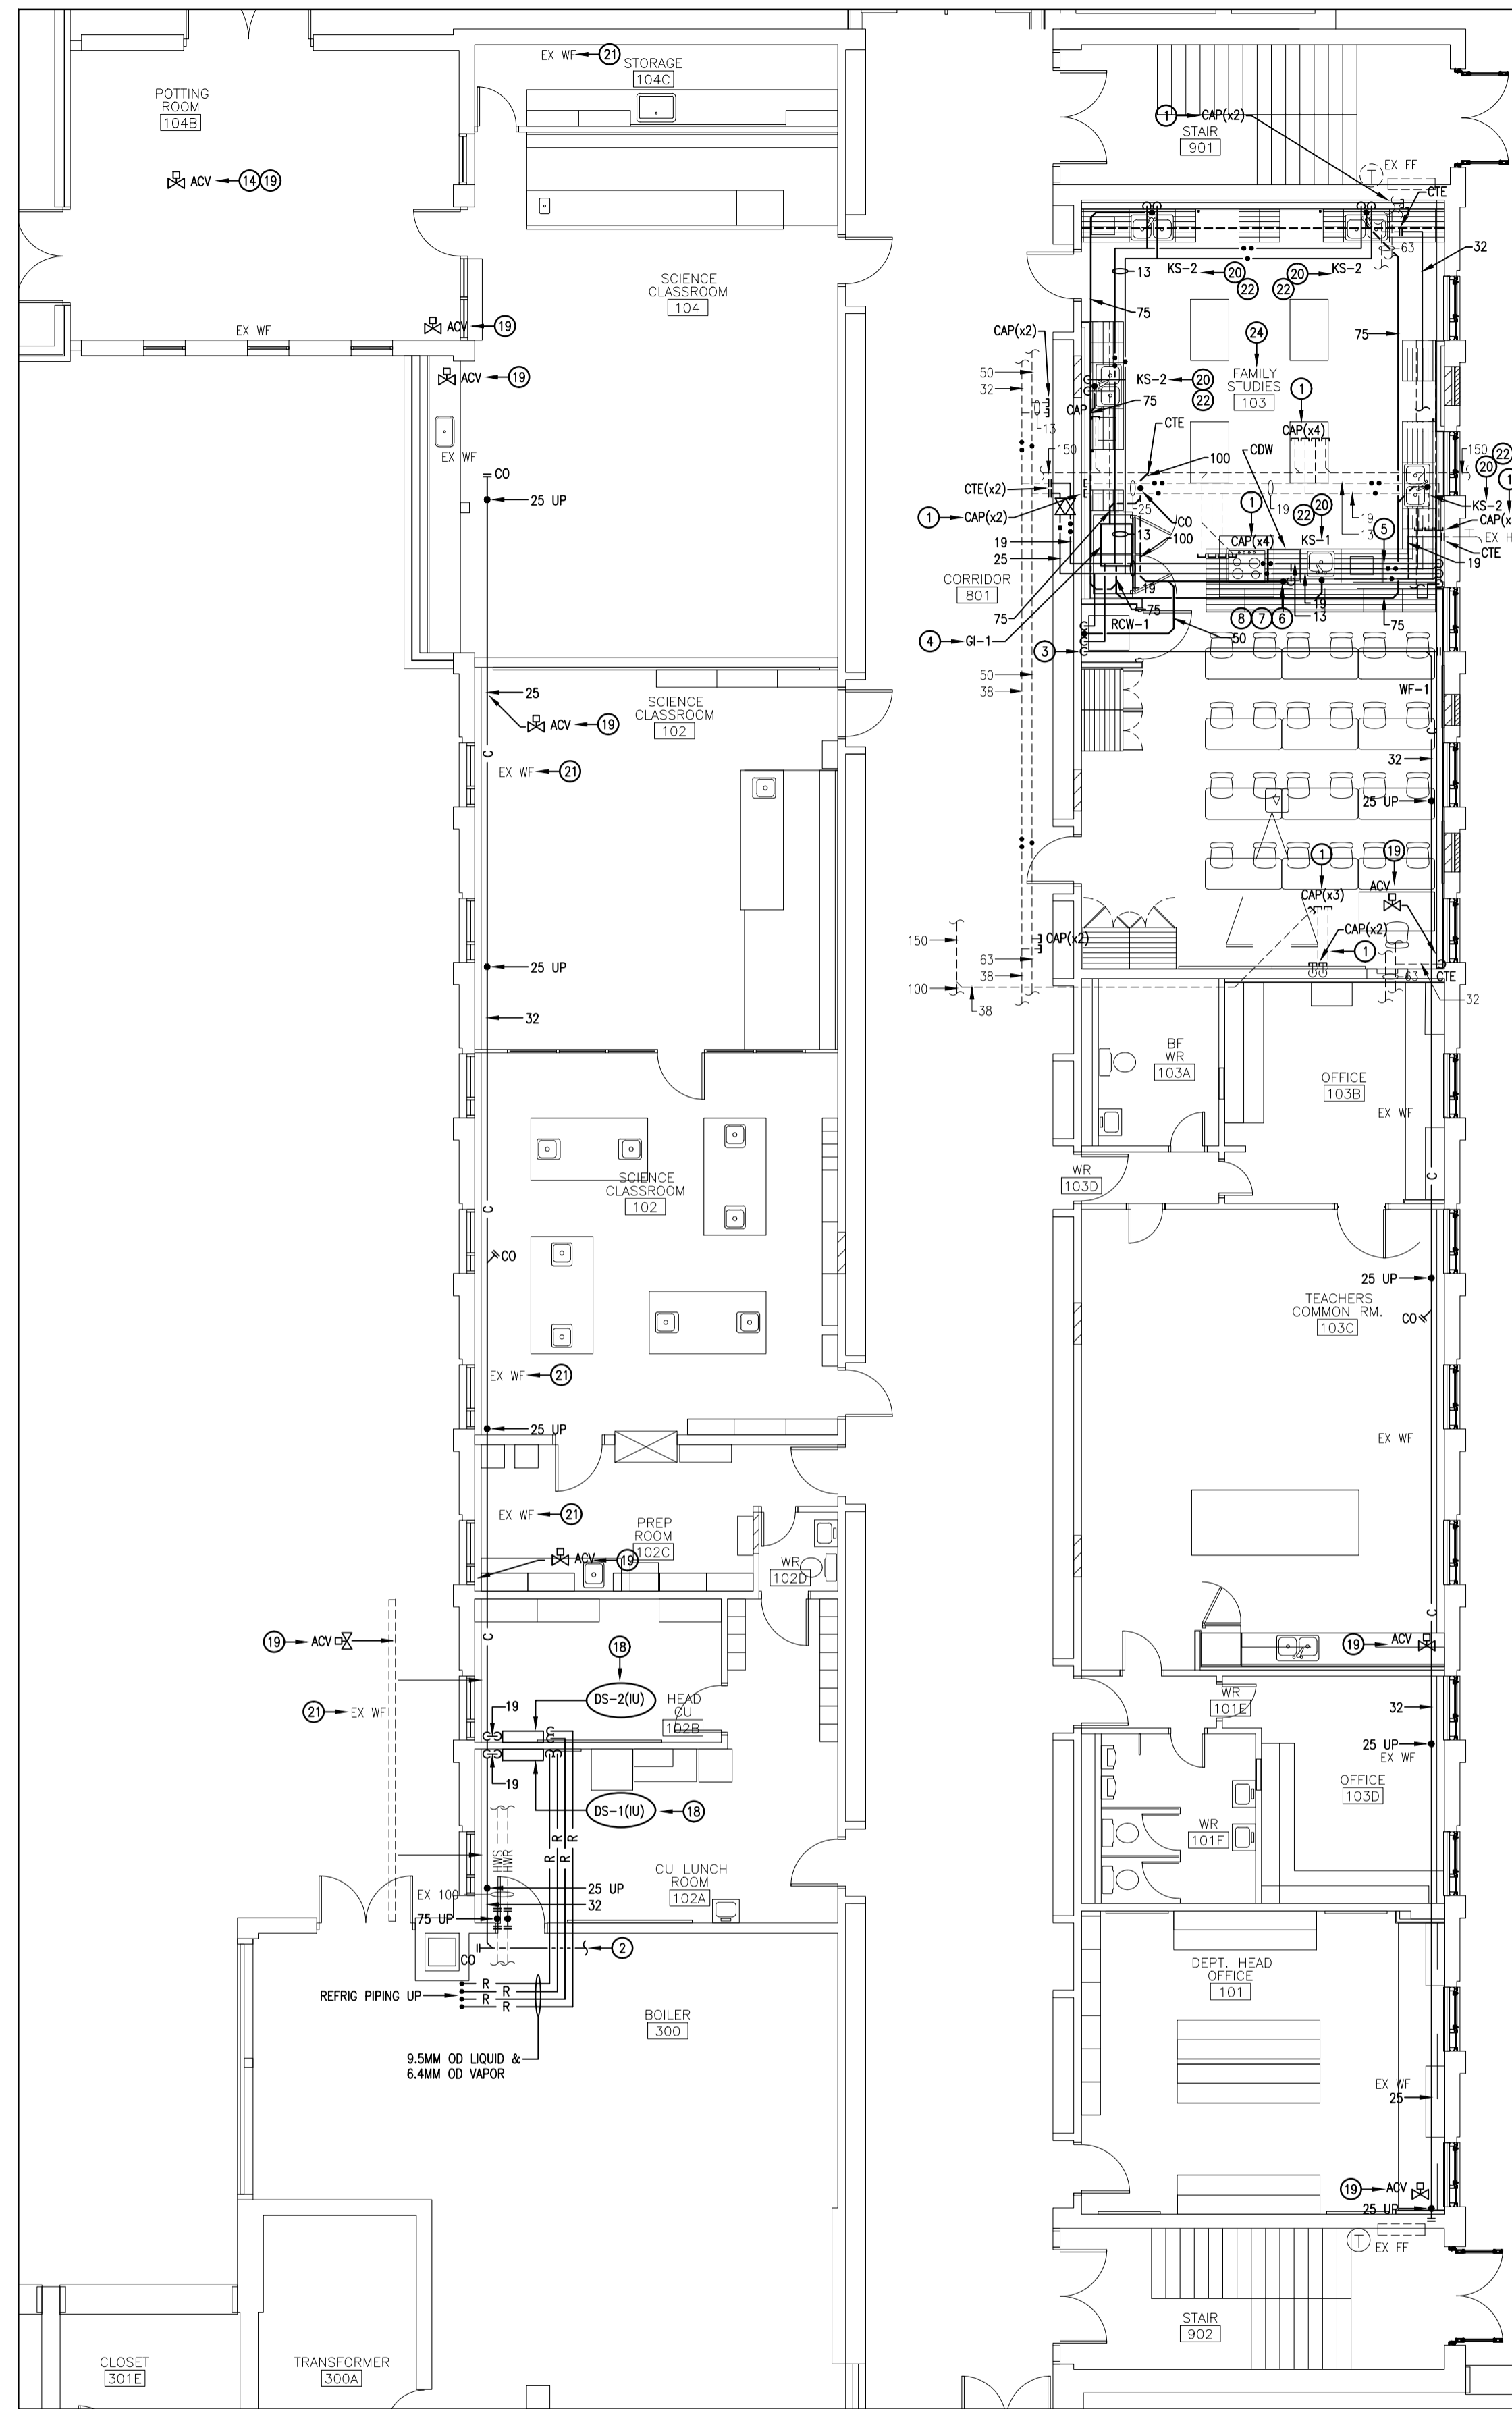 EX WF
21
STORAGE
104C
POTTING
ROOM
104B
ACV
14
19
SCIENCE
CLASSROOM
104
EX WF
ACV
19
ACV
19
EX WF
CO
25 UP
25
ACV
19
SCIENCE
CLASSROOM
102
C
EX WF
21
25 UP
32
SCIENCE
CLASSROOM
102
C
CO
EX WF
21
25 UP
EX WF
21
PREP
ROOM
102C
ACV
19
WR
102D
19
ACV
C
18
DS-2(IU)
HEAD
CU
102B
21
EX WF
19
19
DS-1(IU)
18
HWS
HWR
R
R
R
R
CU LUNCH
ROOM
102A
EX 100
25 UP
32
75 UP
CO
2
REFRIG PIPING UP
R
R
R
R
9.5MM OD LIQUID &
6.4MM OD VAPOR
BOILER
300
CLOSET
301E
TRANSFORMER
300A
1
CAP(x2)
STAIR
901
T
EX FF
CTE
63
32
13
KS-2
20
22
20
22
KS-2
75
75
24
FAMILY
STUDIES
103
CAP(x2)
50
32
KS-2
20
22
CAP
75
13
1
CAP(x4)
CTE
CDW
150
100
150
22
20
CTE(x2)
25
1
CAP(x2)
CO
19
22
20
19
13
KS-2
1
CAP(x4)
KS-1
5
EX H
CTE
19
13
100
19
25
CORRIDOR
801
19
75
19
13
75
75
8
7
6
4
GI-1
RCW-1
50
3
50
38
WF-1
C
32
25 UP
1
CAP(x3)
19
ACV
CAP(x2)
1
150
CAP(x2)
63
38
100
38
63
CTE
32
BF
WR
103A
OFFICE
103B
EX WF
WR
103D
C
25 UP
TEACHERS
COMMON RM.
103C
CO
EX WF
C
19
ACV
WR
101E
32
25 UP
EX WF
OFFICE
103D
WR
101F
DEPT. HEAD
OFFICE
101
EX WF
25
19
ACV
25 UP
T
EX FF
STAIR
902